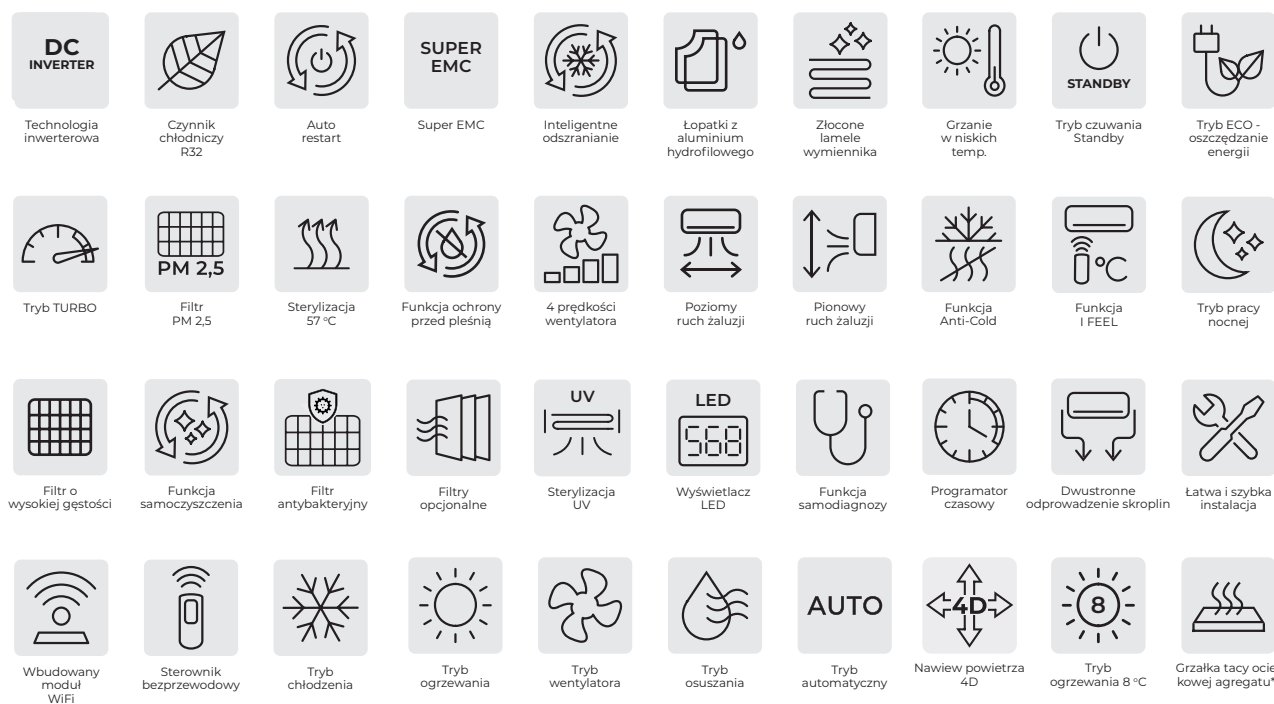 DC
INVERTER
SUPER
EMC
STANDBY
Technologia
inwerterowa
Czynnik
chłodniczy
R32
Auto
restart
Super EMC
Inteligentne
odszranianie
Łopatki z
aluminium
hydrofilowego
Złocone
lamele
wymiennika
Grzanie
w niskich
temp.
Tryb czuwania
Standby
Tryb ECO -
oszczędzanie
energii
PM 2,5
°C
Tryb TURBO
Filtr
PM 2,5
Sterylizacja
57 °C
Funkcja ochrony
przed pleśnią
4 prędkości
wentylatora
Poziomy
ruch żaluzji
Pionowy
ruch żaluzji
Funkcja
Anti-Cold
Funkcja
I FEEL
Tryb pracy
nocnej
UV
LED
568
Filtr o
wysokiej gęstości
Funkcja
samoczyszczenia
Filtr
antybakteryjny
Filtry
opcjonalne
Sterylizacja
UV
Wyświetlacz
LED
Funkcja
samodiagnozy
Programator
czasowy
Dwustronne
odprowadzenie skroplin
Łatwa i szybka
instalacja
AUTO
4D
8
Wbudowany
moduł
WiFi
Sterownik
bezprzewodowy
Tryb
chłodzenia
Tryb
ogrzewania
Tryb
wentylatora
Tryb
osuszania
Tryb
automatyczny
Nawiew powietrza
4D
Tryb
ogrzewania 8 °C
Grzałka tacy ocie
kowej agregatu*